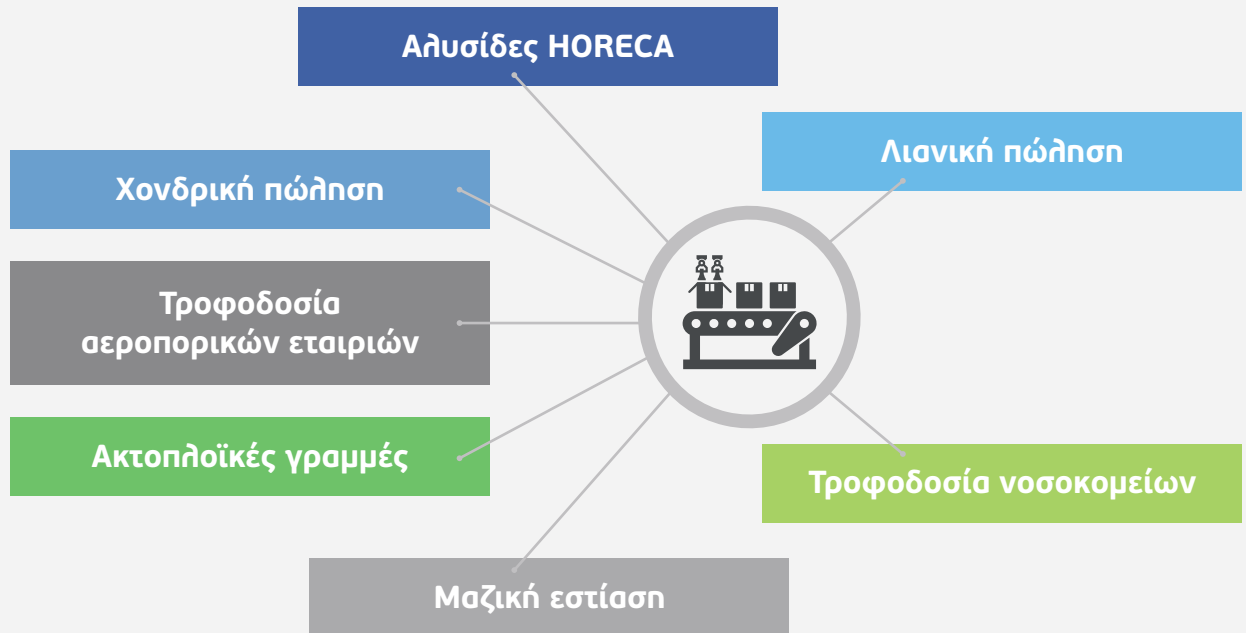 Αλυσίδες HORECA
Λιανική πώληση
Χονδρική πώληση
Τροφοδοσία
αεροπορικών εταιριών
Ακτοπλοϊκές γραμμές
Τροφοδοσία νοσοκομείων
Μαζική εστίαση